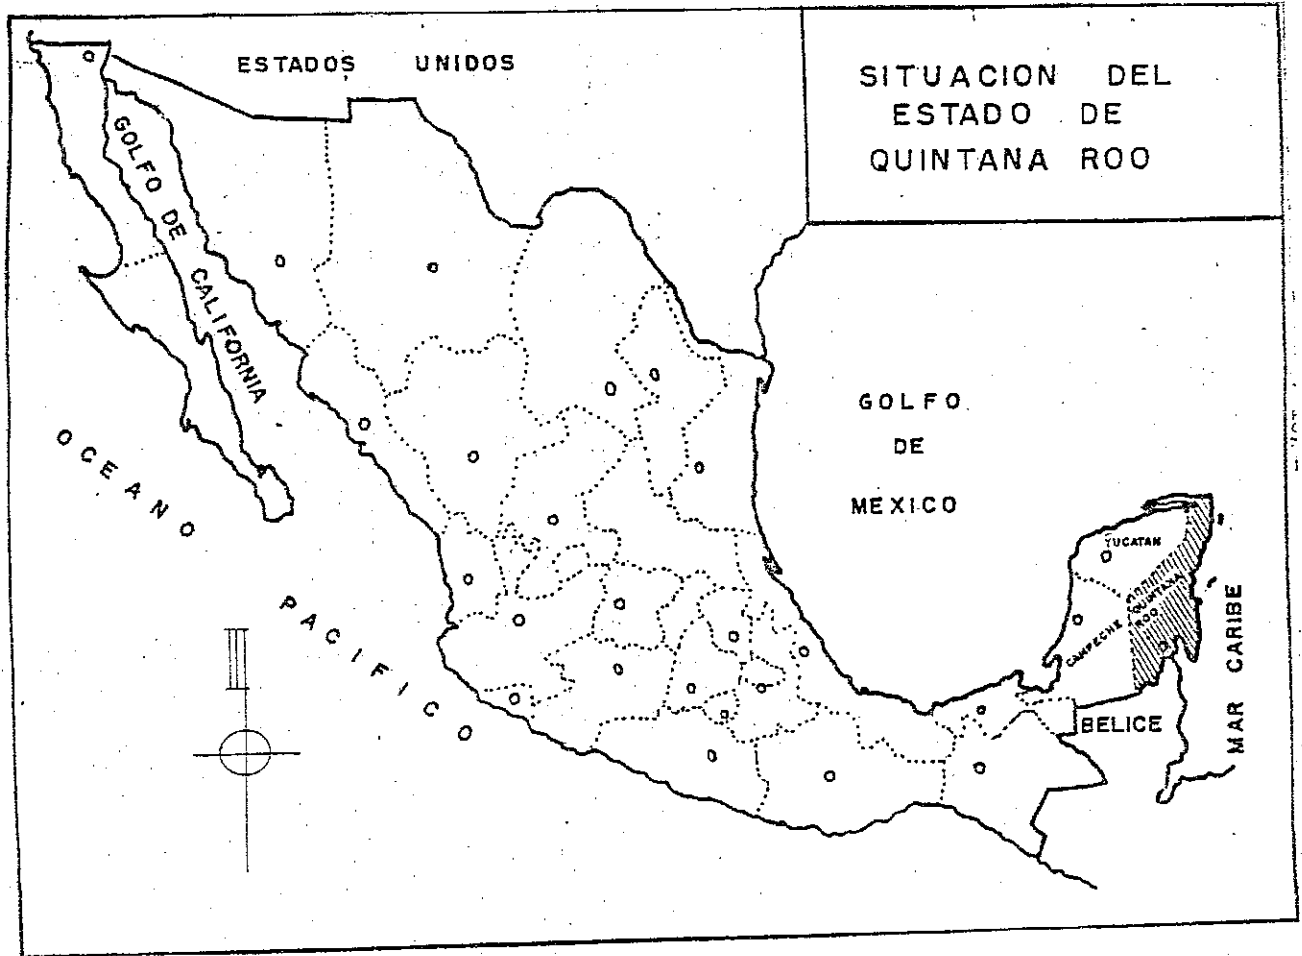 ESTADOS UNIDOS
SITUACION DEL
ESTADO DE
QUINTANA ROO
GOLFO DE CALIFORNIA
GOLFO
DE
MEXICO
OCEANO
PACIFICO
YUCATAN
QUINTANA
ROO
CAMPECHE
MAR CARIBE
BELICE